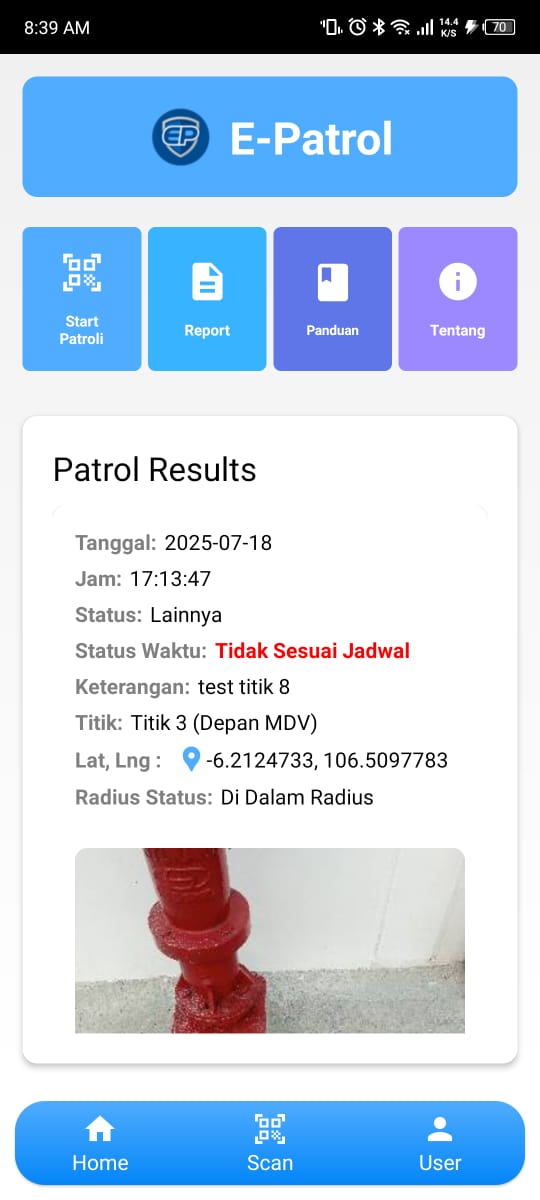 8:39 AM
14.4
K/S
70
EP
E-Patrol
Start
Patroli
Report
Panduan
Tentang
Patrol Results
Tanggal: 2025-07-18
Jam: 17:13:47
Status: Lainnya
Status Waktu: Tidak Sesuai Jadwal
Keterangan: test titik 8
Titik: Titik 3 (Depan MDV)
Lat, Lng : -6.2124733, 106.5097783
Radius Status: Di Dalam Radius
Home
Scan
User